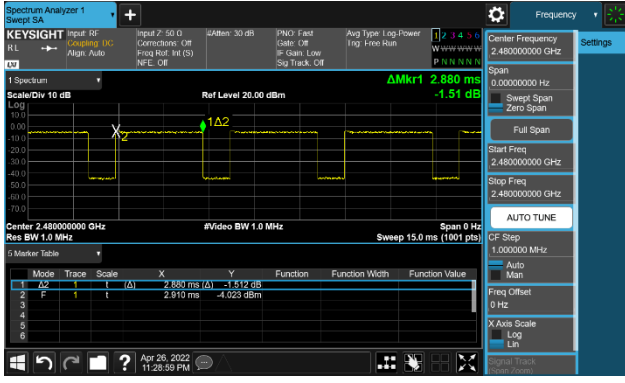 Spectrum Analyzer 1
Swept SA
+
Frequency
KEYSIGHT
RL
Input: RF
Coupling: DC
Align: Auto
Input Z: 50 Ω
Corrections: Off
Freq Ref: Int (S)
NFE: Off
#Atten: 30 dB
PNO: Fast
Gate: Off
IF Gain: Low
Sig Track: Off
Avg Type: Log-Power
Trig: Free Run
1 2 3 4 5 6
W W W W W W
P N N N N N
LXI
1 Spectrum
Scale/Div 10 dB
Ref Level 20.00 dBm
ΔMkr1 2.880 ms
-1.51 dB
Log
10.0
0.00
-10.0
-20.0
-30.0
-40.0
-50.0
-60.0
-70.0
X2
1Δ2
Center 2.480000000 GHz
Res BW 1.0 MHz
#Video BW 1.0 MHz
Span 0 Hz
Sweep 15.0 ms (1001 pts)
5 Marker Table
Mode Trace Scale X Y Function Function Width Function Value
1 Δ2 1 t (Δ) 2.880 ms (Δ) -1.512 dB
2 F 1 t 2.910 ms -4.023 dBm
3
4
5
6
?
Apr 26, 2022
11:28:59 PM
Center Frequency
2.480000000 GHz
Settings
Span
0.00000000 Hz
Swept Span
Zero Span
Full Span
Start Freq
2.480000000 GHz
Stop Freq
2.480000000 GHz
AUTO TUNE
CF Step
1.000000 MHz
Auto
Man
Freq Offset
0 Hz
X Axis Scale
Log
Lin
Signal Track
(Span Zoom)